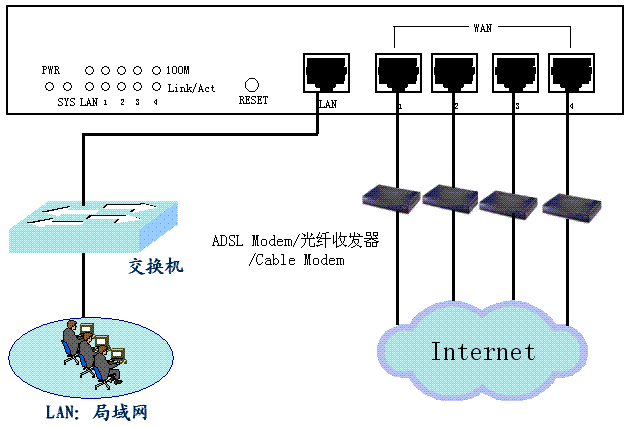 WAN
PWR
100M
Link/Act
SYS LAN 1 2 3 4
RESET
LAN
1 2 3 4
ADSL Modem/光纤收发器
/Cable Modem
交换机
Internet
LAN: 局域网